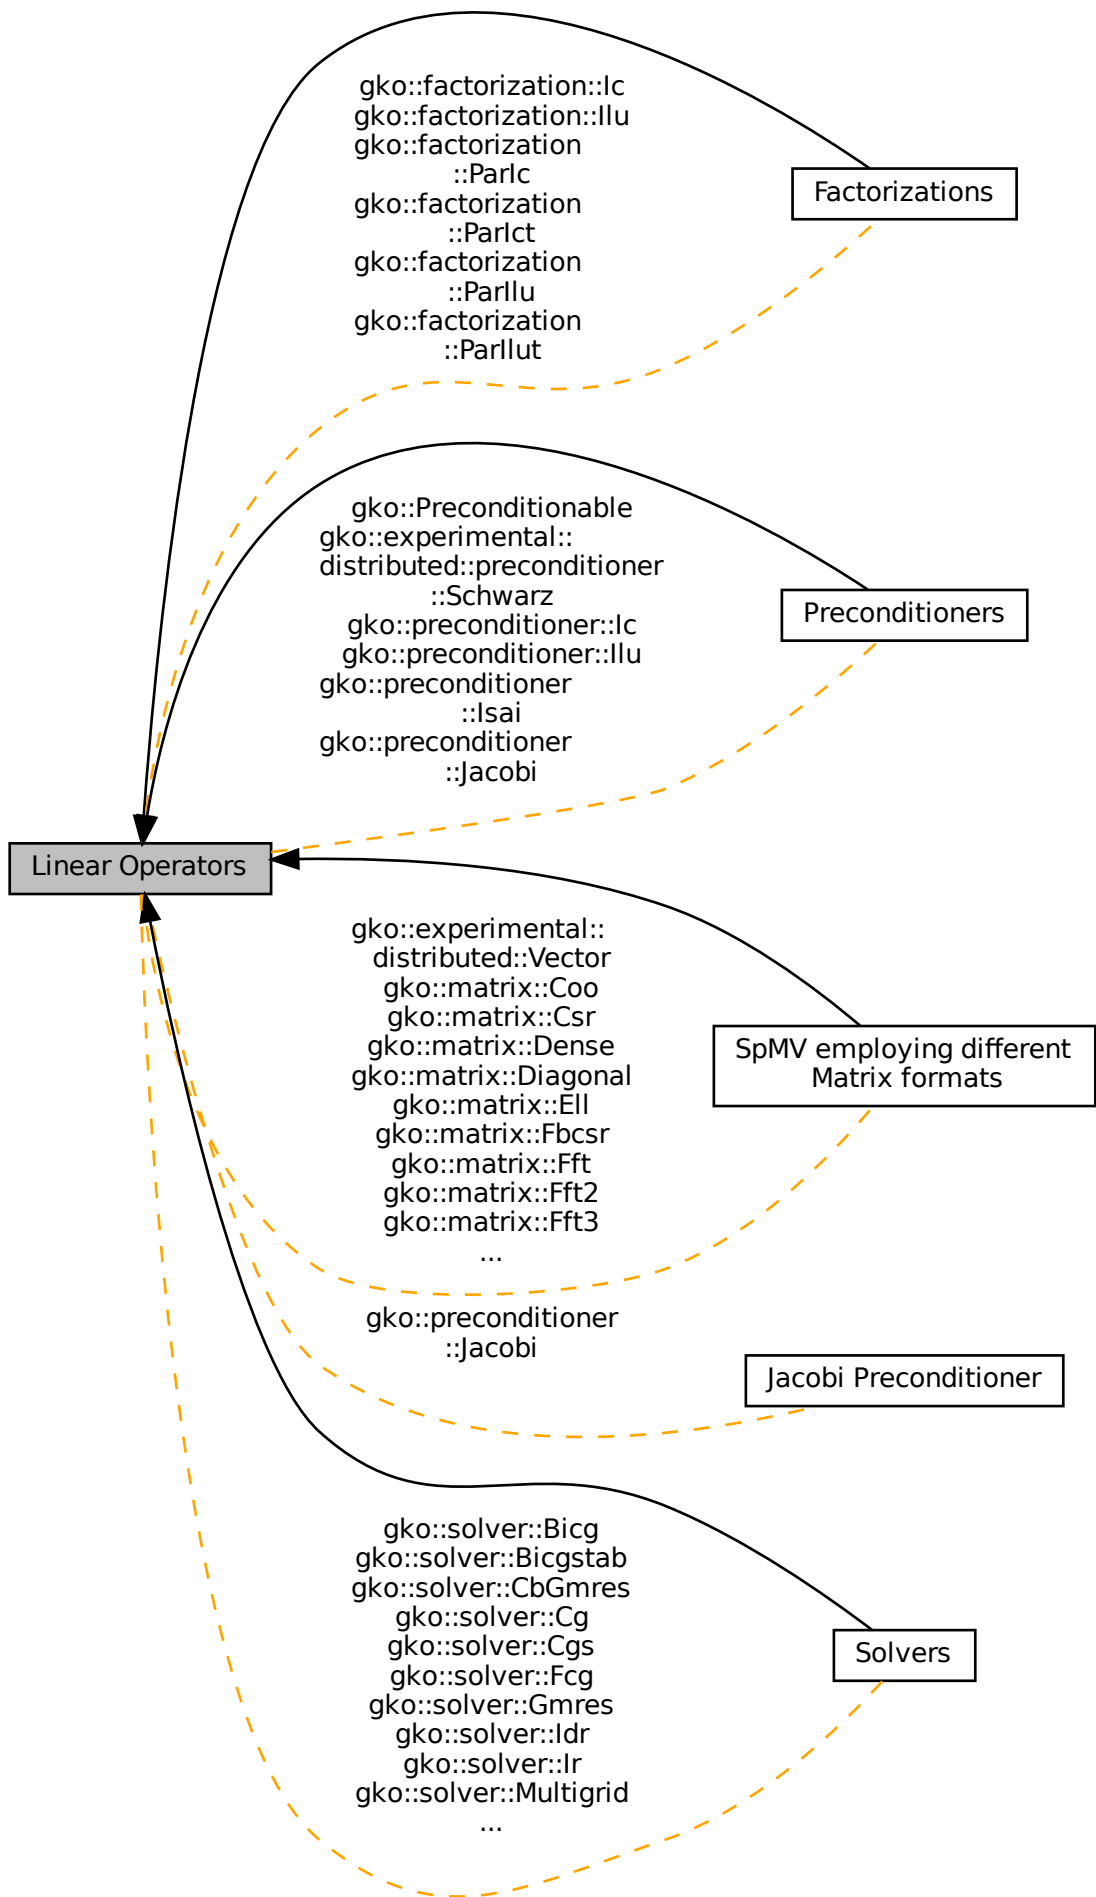 gko::factorization::Ic
gko::factorization::Ilu
gko::factorization
::ParIc
gko::factorization
::ParIct
gko::factorization
::ParIlu
gko::factorization
::ParIlut
Factorizations
gko::Preconditionable
gko::experimental::
distributed::preconditioner
::Schwarz
gko::preconditioner::Ic
gko::preconditioner::Ilu
gko::preconditioner
::Isai
gko::preconditioner
::Jacobi
Preconditioners
Linear Operators
gko::experimental::
distributed::Vector
gko::matrix::Coo
gko::matrix::Csr
gko::matrix::Dense
gko::matrix::Diagonal
gko::matrix::Ell
gko::matrix::Fbcsr
gko::matrix::Fft
gko::matrix::Fft2
gko::matrix::Fft3
...
SpMV employing different
Matrix formats
gko::preconditioner
::Jacobi
Jacobi Preconditioner
gko::solver::Bicg
gko::solver::Bicgstab
gko::solver::CbGmres
gko::solver::Cg
gko::solver::Cgs
gko::solver::Fcg
gko::solver::Gmres
gko::solver::Idr
gko::solver::Ir
gko::solver::Multigrid
...
Solvers